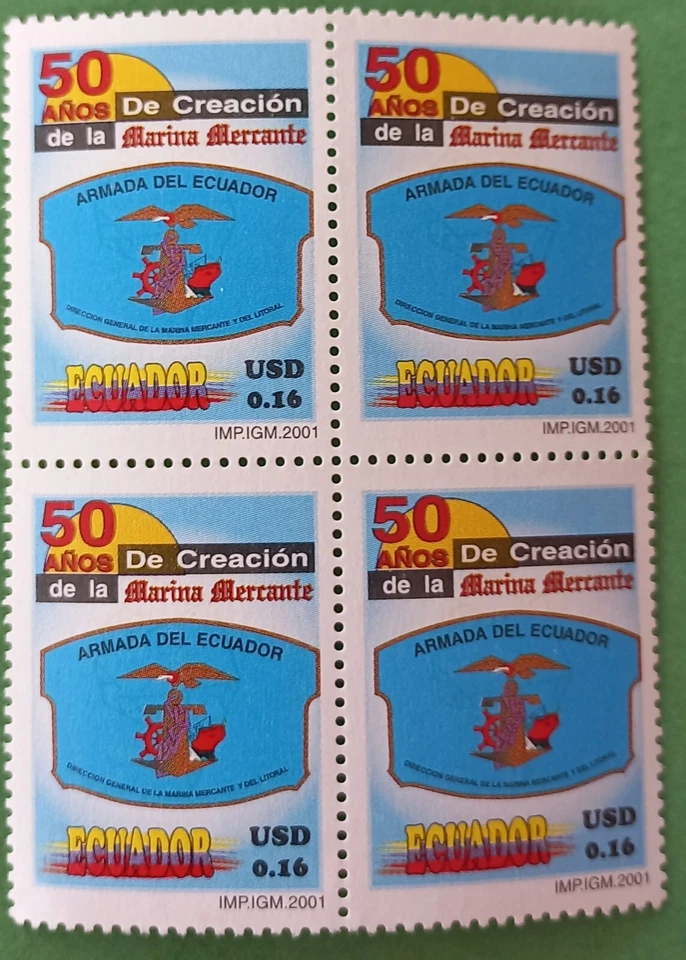 50
AÑOS De Creación
de la Marina Mercante
ARMADA DEL ECUADOR
DIRECCION GENERAL DE LA MARINA MERCANTE Y DEL LITORAL
ECUADOR
USD
0.16
IMP.IGM.2001
50
AÑOS De Creación
de la Marina Mercante
ARMADA DEL ECUADOR
DIRECCION GENERAL DE LA MARINA MERCANTE Y DEL LITORAL
ECUADOR
USD
0.16
IMP.IGM.2001
50
AÑOS De Creación
de la Marina Mercante
ARMADA DEL ECUADOR
DIRECCION GENERAL DE LA MARINA MERCANTE Y DEL LITORAL
ECUADOR
USD
0.16
IMP.IGM.2001
50
AÑOS De Creación
de la Marina Mercante
ARMADA DEL ECUADOR
DIRECCION GENERAL DE LA MARINA MERCANTE Y DEL LITORAL
ECUADOR
USD
0.16
IMP.IGM.2001